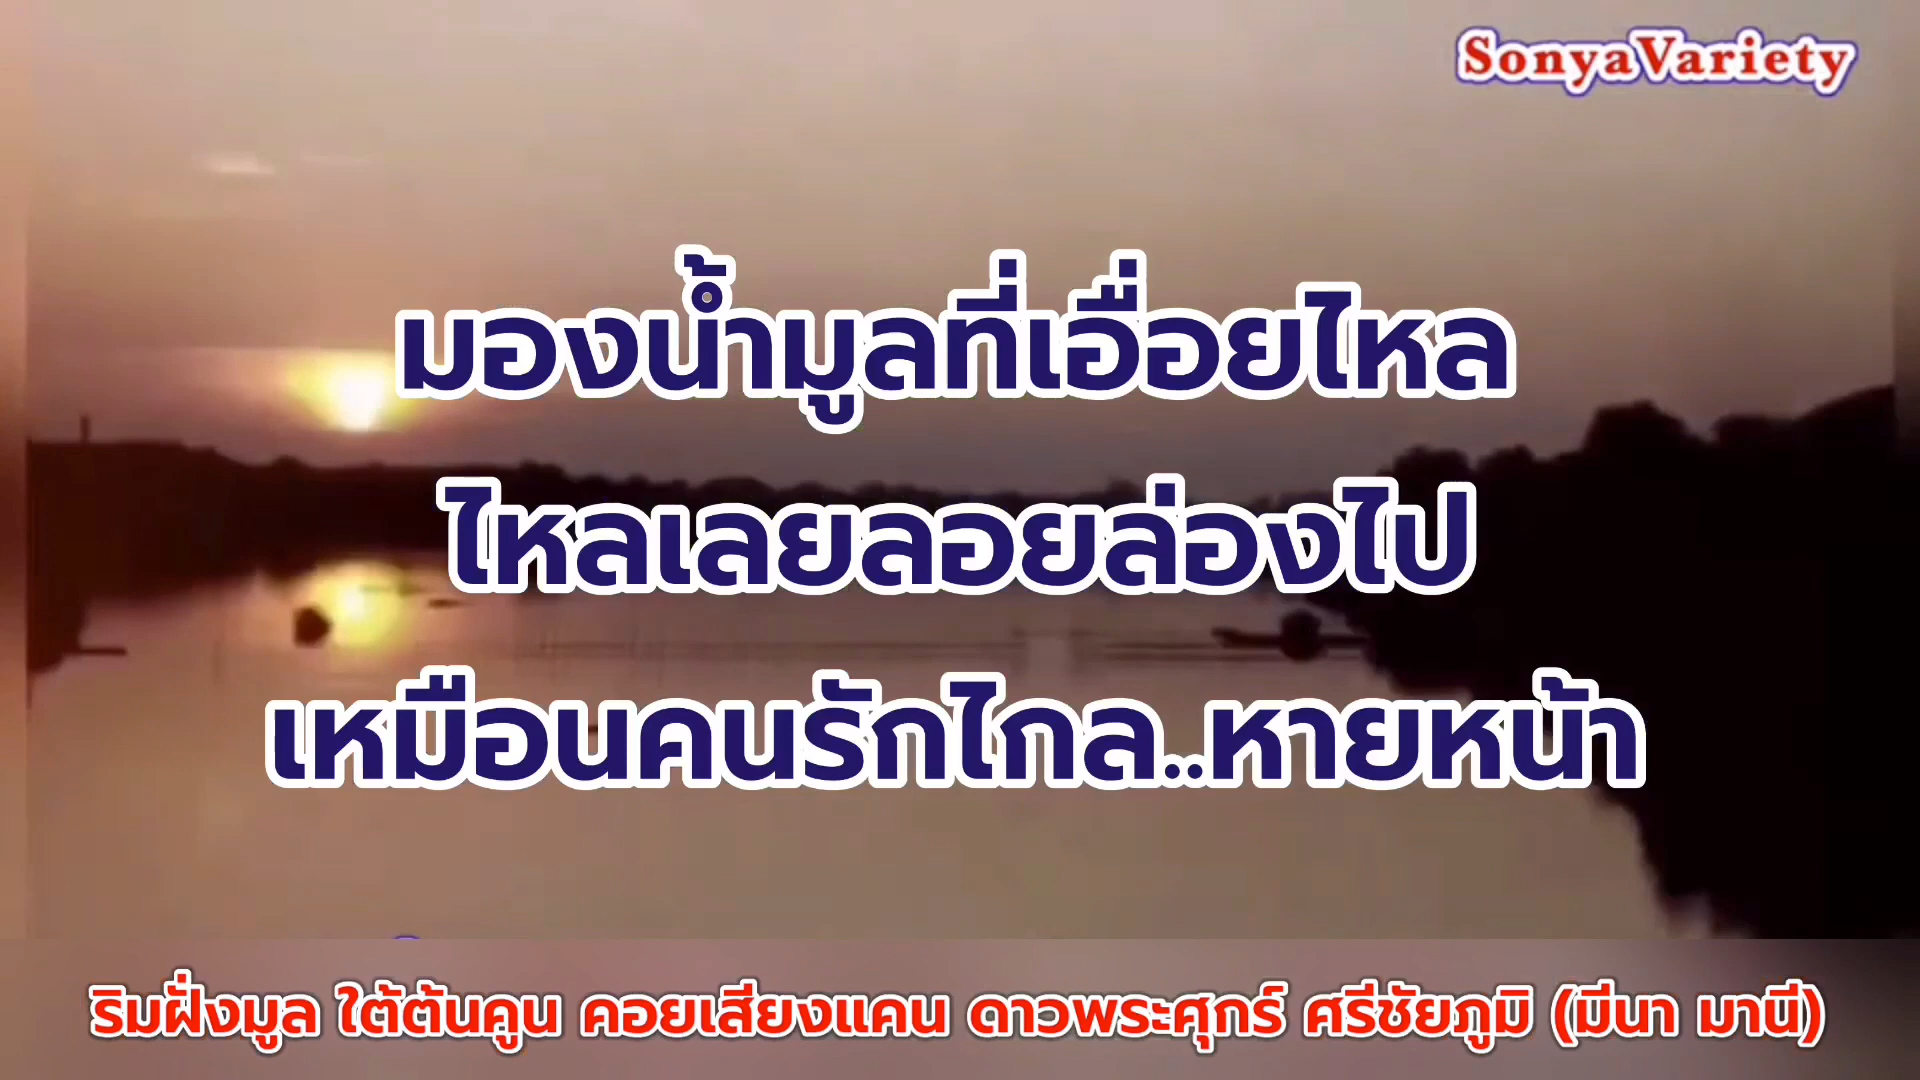 SonyaVariety
มองน้ำมูลที่เอื่อยไหล
ไหลเลยลอยล่องไป
เหมือนคนรักไกล..หายหน้า
ริมฝั่งมูล ใต้ต้นคูน คอยเสียงแคน ดาวพระศุกร์ ศรีชัยภูมิ (มีนา มานี)